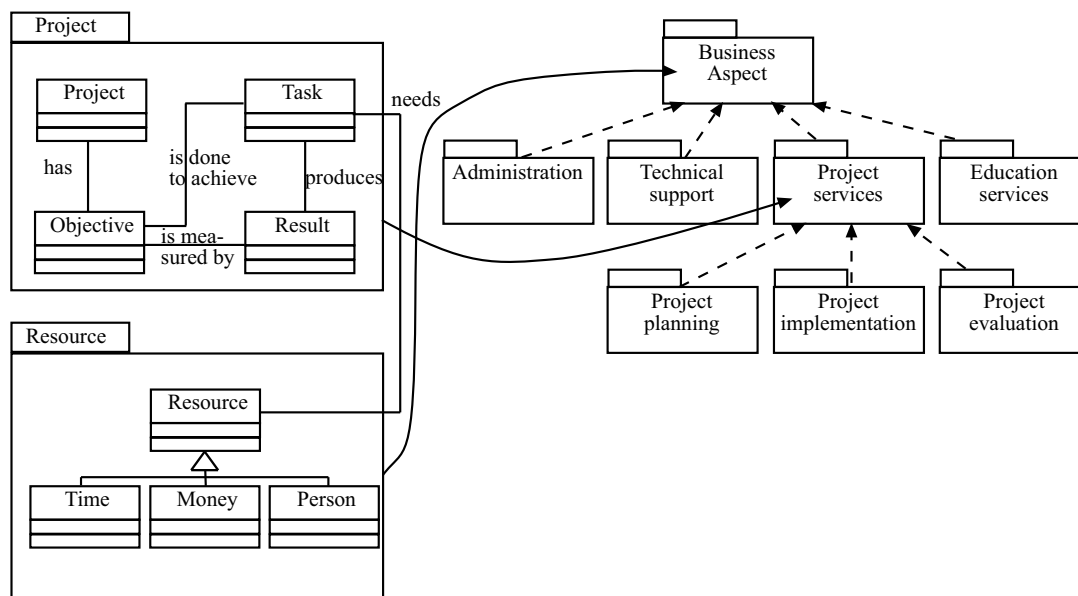 Project
Project
Task
needs
has
is done
to achieve
produces
Objective
is mea-
sured by
Result
Resource
Resource
Time
Money
Person
Business
Aspect
Administration
Technical
support
Project
services
Education
services
Project
planning
Project
implementation
Project
evaluation